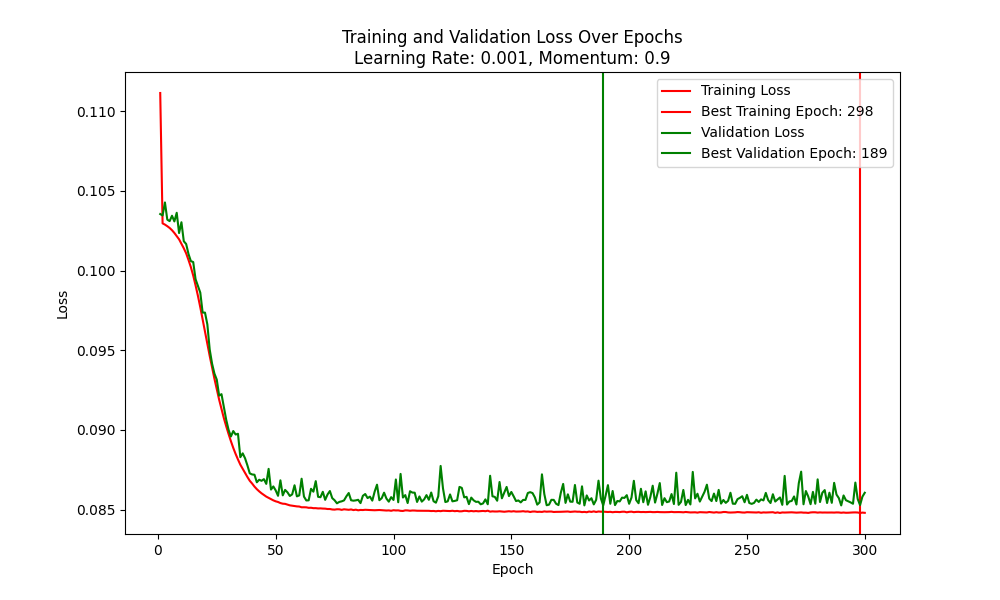 Training and Validation Loss Over Epochs
Learning Rate: 0.001, Momentum: 0.9
Training Loss
Best Training Epoch: 298
Validation Loss
Best Validation Epoch: 189
0.110
0.105
0.100
0.095
0.090
0.085
Loss
0 50 100 150 200 250 300
Epoch